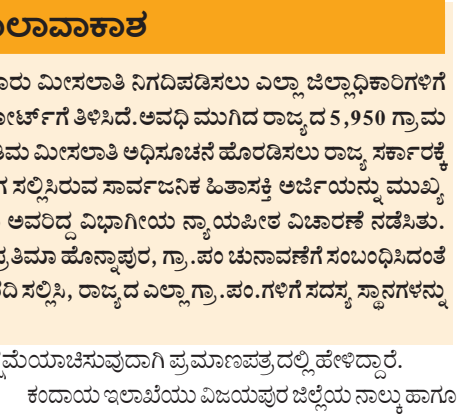 ಕಾಲಾವಾಕಾಶ
ಮೀಸಲಾತಿ ನಿಗದಿಪಡಿಸಲು ಎಲ್ಲಾ ಜಿಲ್ಲಾಧಿಕಾರಿಗಳಿಗೆ
ತಿಳಿಸಿದೆ.ಅವಧಿ ಮುಗಿದ ರಾಜ್ಯದ 5,950 ಗ್ರಾಮ
ಮೀಸಲಾತಿ ಅಧಿಸೂಚನೆ ಹೊರಡಿಸಲು ರಾಜ್ಯ ಸರ್ಕಾರಕ್ಕೆ
ಸಲ್ಲಿಸಿರುವ ಸಾರ್ವಜನಿಕ ಹಿತಾಸಕ್ತಿ ಅರ್ಜಿಯನ್ನು ಮುಖ್ಯ
ಅವರಿದ್ದ ವಿಭಾಗೀಯ ನ್ಯಾಯಪೀಠ ವಿಚಾರಣೆ ನಡೆಸಿತು.
ಪ್ರತಿಮಾ ಹೊನ್ನಾಪುರ, ಗ್ರಾ.ಪಂ ಚುನಾವಣೆಗೆ ಸಂಬಂಧಿಸಿದಂತೆ
ಸಲ್ಲಿಸಿ, ರಾಜ್ಯದ ಎಲ್ಲಾ ಗ್ರಾ.ಪಂ.ಗಳಿಗೆ ಸದಸ್ಯ ಸ್ಥಾನಗಳನ್ನು
ಕ್ಷಮೆಯಾಚಿಸುವುದಾಗಿ ಪ್ರಮಾಣಪತ್ರದಲ್ಲಿ ಹೇಳಿದ್ದಾರೆ.
ಕಂದಾಯ ಇಲಾಖೆಯು ವಿಜಯಪುರ ಜಿಲ್ಲೆಯ ನಾಲ್ಕು ಹಾಗೂ